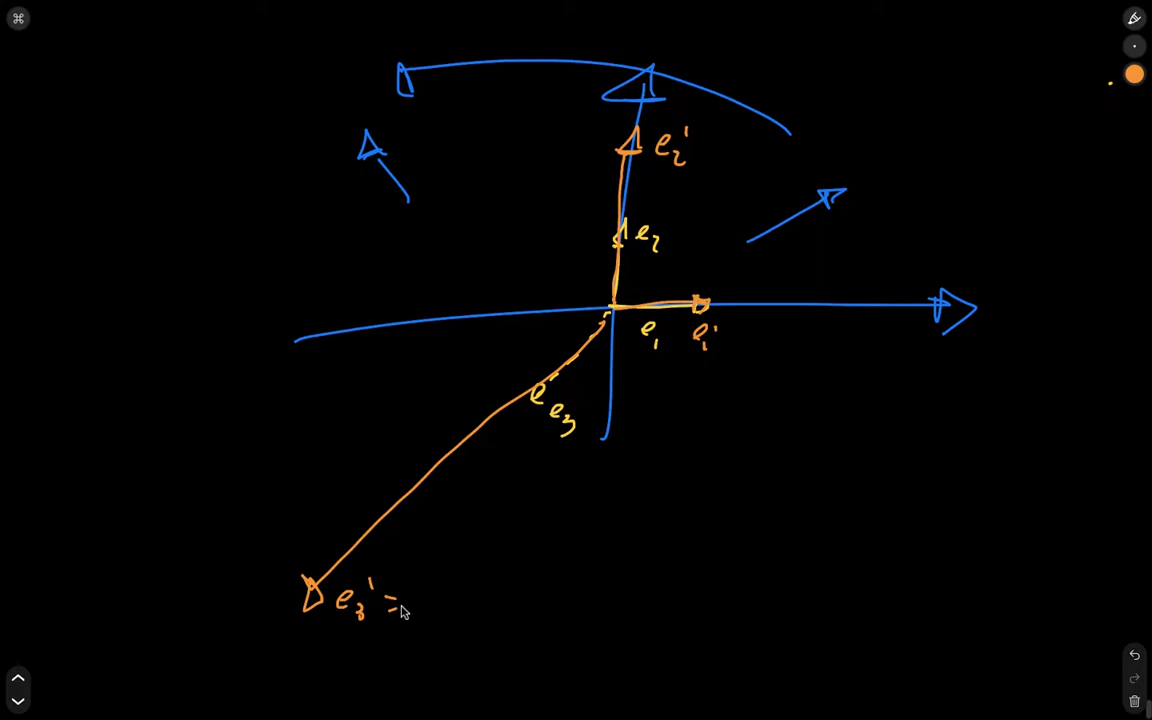 e₂'
e₂
e₁ e₁'
e₃
e₃' =